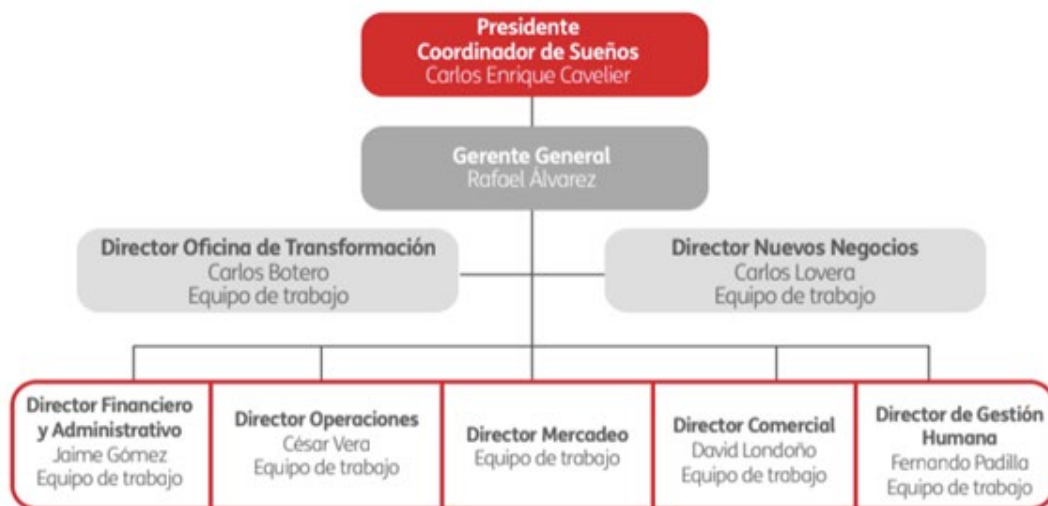 Presidente
Coordinador de Sueños
Carlos Enrique Cavelier
Gerente General
Rafael Álvarez
Director Oficina de Transformación
Carlos Botero
Equipo de trabajo
Director Nuevos Negocios
Carlos Lovera
Equipo de trabajo
Director Financiero
y Administrativo
Jaime Gómez
Equipo de trabajo
Director Operaciones
César Vera
Equipo de trabajo
Director Mercadeo
Equipo de trabajo
Director Comercial
David Londoño
Equipo de trabajo
Director de Gestión
Humana
Fernando Padilla
Equipo de trabajo